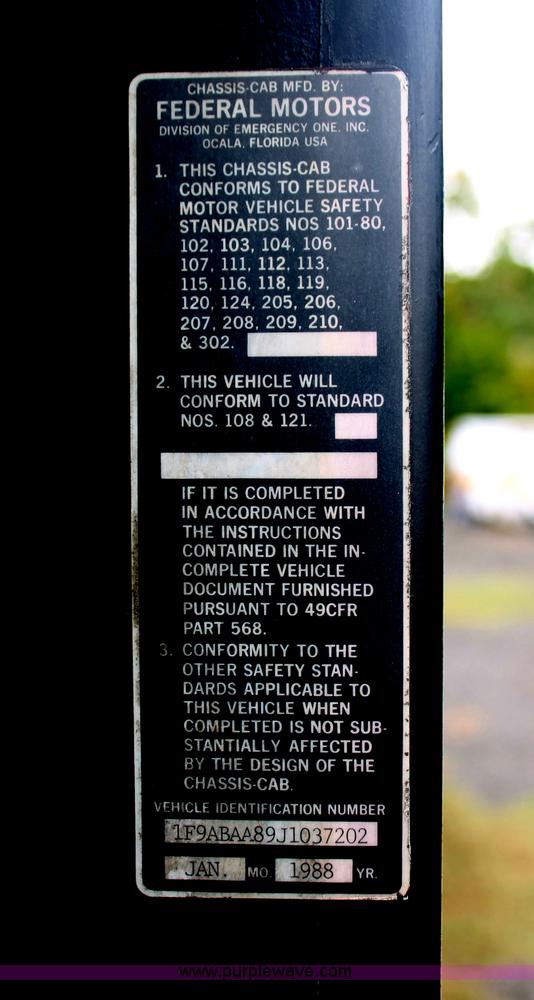 CHASSIS-CAB MFD. BY:
FEDERAL MOTORS
DIVISION OF EMERGENCY ONE, INC.
OCALA, FLORIDA USA
1. THIS CHASSIS-CAB
CONFORMS TO FEDERAL
MOTOR VEHICLE SAFETY
STANDARDS NOS 101-80,
102, 103, 104, 106,
107, 111, 112, 113,
115, 116, 118, 119,
120, 124, 205, 206,
207, 208, 209, 210,
& 302.
2. THIS VEHICLE WILL
CONFORM TO STANDARD
NOS. 108 & 121.
IF IT IS COMPLETED
IN ACCORDANCE WITH
THE INSTRUCTIONS
CONTAINED IN THE IN-
COMPLETE VEHICLE
DOCUMENT FURNISHED
PURSUANT TO 49CFR
PART 568.
3. CONFORMITY TO THE
OTHER SAFETY STAN-
DARDS APPLICABLE TO
THIS VEHICLE WHEN
COMPLETED IS NOT SUB-
STANTIALLY AFFECTED
BY THE DESIGN OF THE
CHASSIS-CAB.
VEHICLE IDENTIFICATION NUMBER
1F9ABAA89J1037202
JAN. MO. 1988 YR.
www.purplewave.com